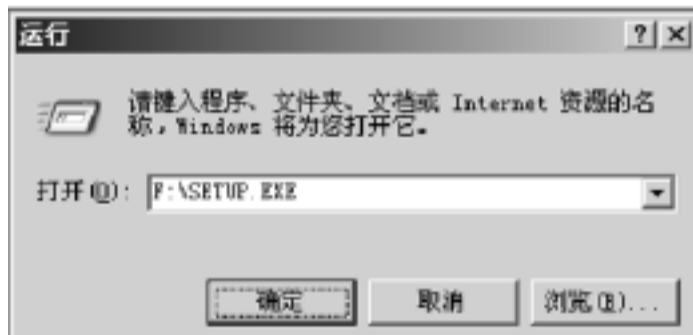 运行
请键入程序、文件夹、文档或 Internet 资源的名
称，Windows 将为您打开它。
打开(O): F:\SETUP.EXE
确定 取消 浏览(B)...